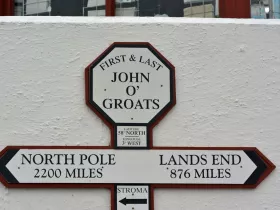 FIRST & LAST
JOHN
O'
GROATS
58° NORTH
3° WEST
NORTH POLE
2200 MILES
LANDS END
876 MILES
STROMA